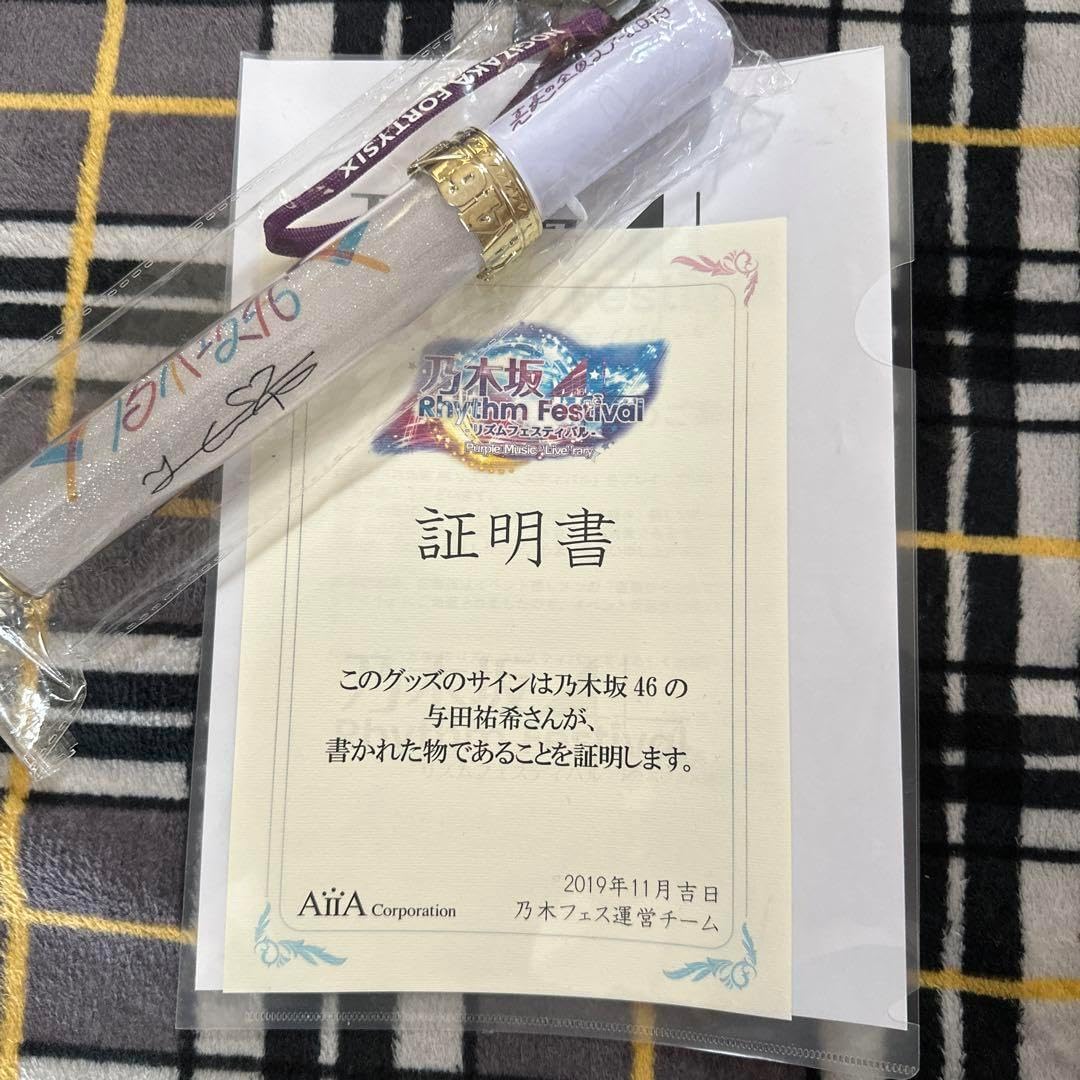 NOGIZAKA FORTYSIX
乃木坂
Rhythm Festival
-リズムフェスティバル-
Purple Music "Live"rary
証明書
このグッズのサインは乃木坂46の
与田祐希さんが、
書かれた物であることを証明します。
2019年11月吉日
AiiA Corporation
乃木フェス運営チーム